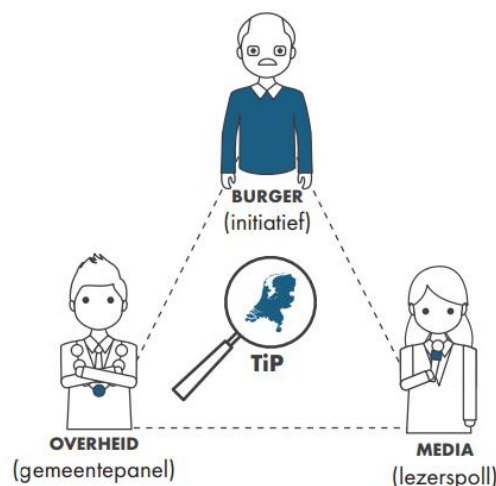 BURGER
(initiatief)
TiP
OVERHEID
(gemeentepanel)
MEDIA
(lezerspoll)